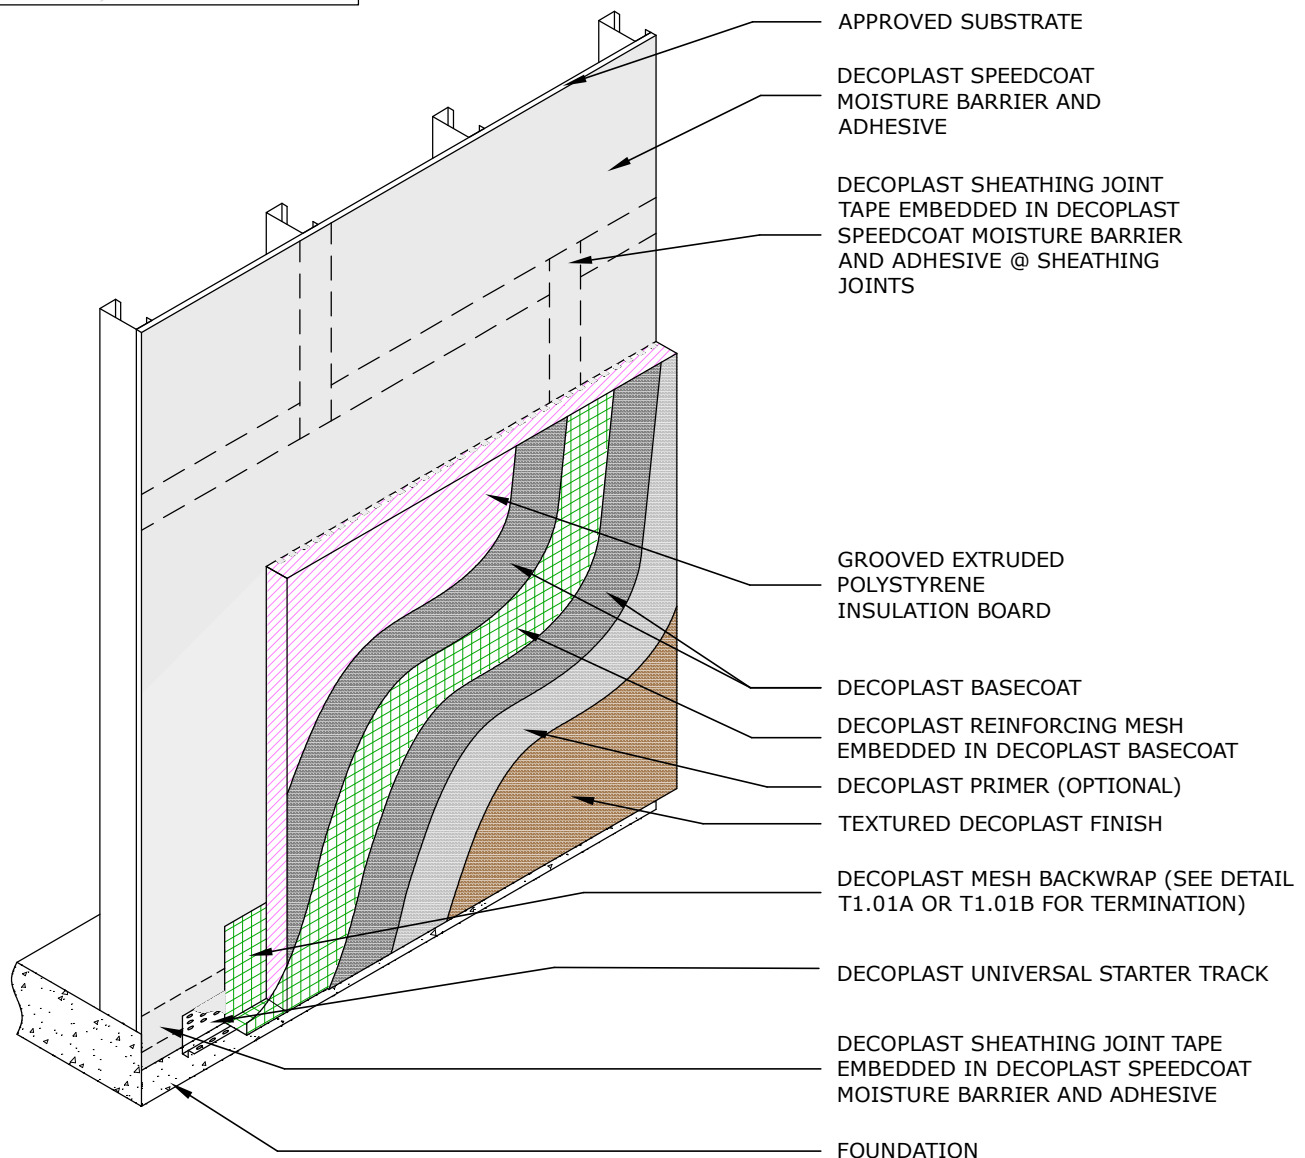 APPROVED SUBSTRATE
DECOPLAST SPEEDCOAT
MOISTURE BARRIER AND
ADHESIVE
DECOPLAST SHEATHING JOINT
TAPE EMBEDDED IN DECOPLAST
SPEEDCOAT MOISTURE BARRIER
AND ADHESIVE @ SHEATHING
JOINTS
GROOVED EXTRUDED
POLYSTYRENE
INSULATION BOARD
DECOPLAST BASECOAT
DECOPLAST REINFORCING MESH
EMBEDDED IN DECOPLAST BASECOAT
DECOPLAST PRIMER (OPTIONAL)
TEXTURED DECOPLAST FINISH
DECOPLAST MESH BACKWRAP (SEE DETAIL
T1.01A OR T1.01B FOR TERMINATION)
DECOPLAST UNIVERSAL STARTER TRACK
DECOPLAST SHEATHING JOINT TAPE
EMBEDDED IN DECOPLAST SPEEDCOAT
MOISTURE BARRIER AND ADHESIVE
FOUNDATION